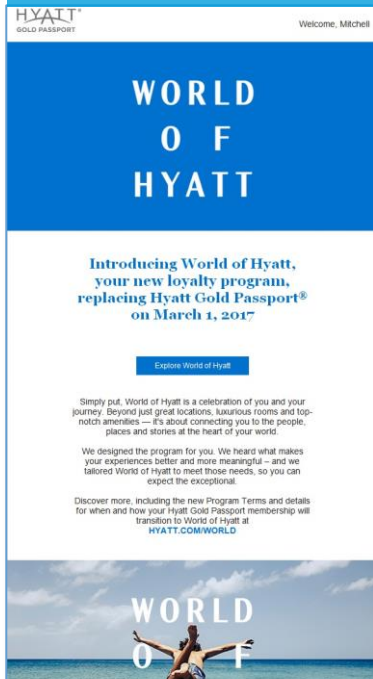 HYATT®
GOLD PASSPORT
Welcome, Mitchell
WORLD
OF
HYATT
Introducing World of Hyatt,
your new loyalty program,
replacing Hyatt Gold Passport®
on March 1, 2017
Explore World of Hyatt
Simply put, World of Hyatt is a celebration of you and your
journey. Beyond just great locations, luxurious rooms and top-
notch amenities — it's about connecting you to the people,
places and stories at the heart of your world.
We designed the program for you. We heard what makes
your experiences better and more meaningful – and we
tailored World of Hyatt to meet those needs, so you can
expect the exceptional.
Discover more, including the new Program Terms and details
for when and how your Hyatt Gold Passport membership will
transition to World of Hyatt at
HYATT.COM/WORLD
WORLD
OF